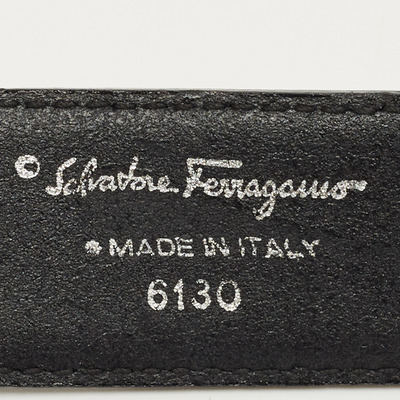 © Salvatore Ferragamo
• MADE IN ITALY
6130